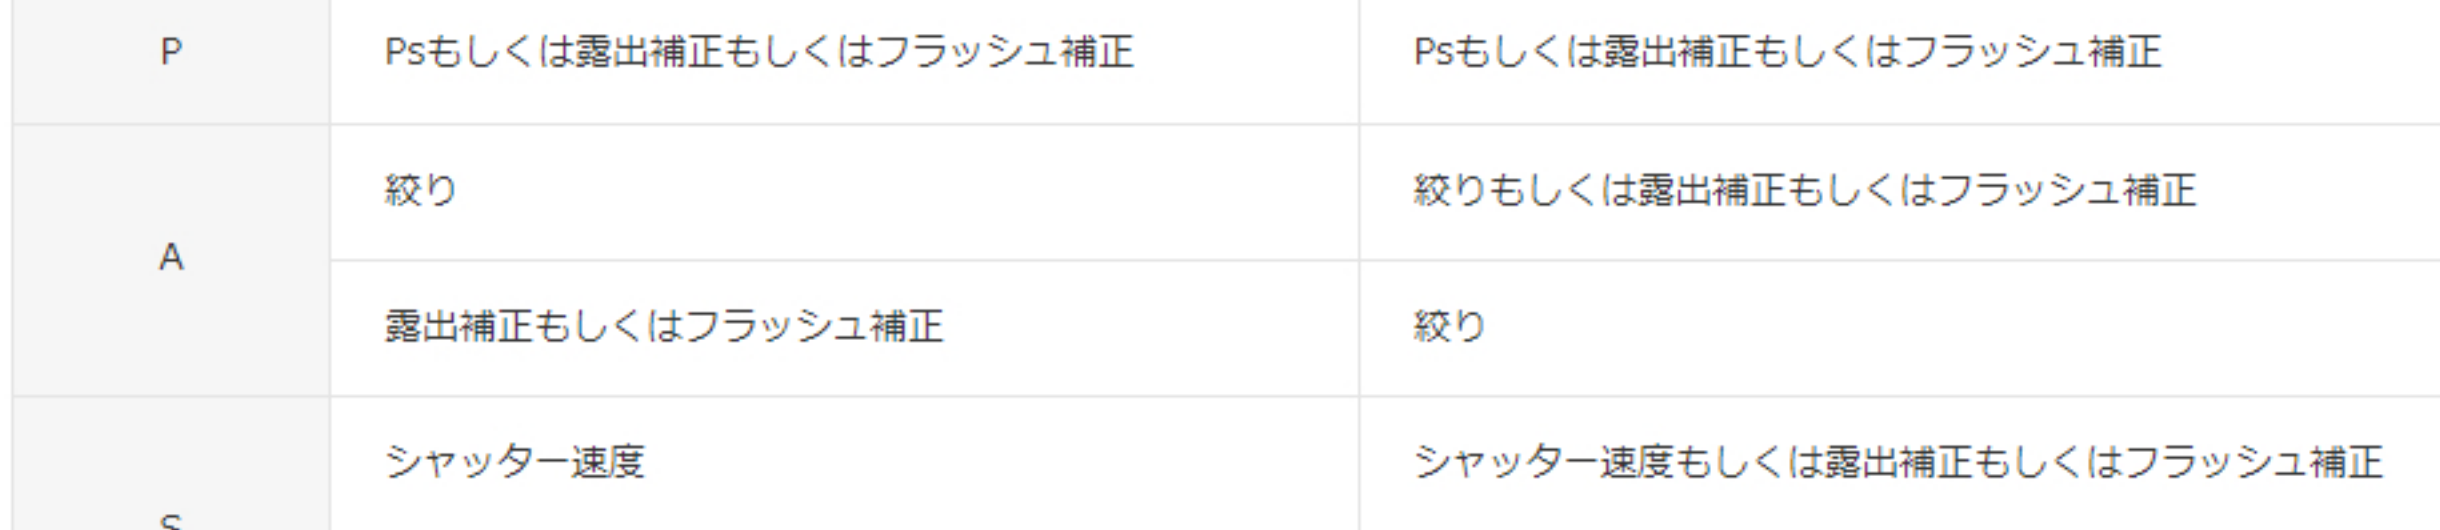 P
Psもしくは露出補正もしくはフラッシュ補正
Psもしくは露出補正もしくはフラッシュ補正
A
絞り
絞りもしくは露出補正もしくはフラッシュ補正
露出補正もしくはフラッシュ補正
絞り
S
シャッター速度
シャッター速度もしくは露出補正もしくはフラッシュ補正